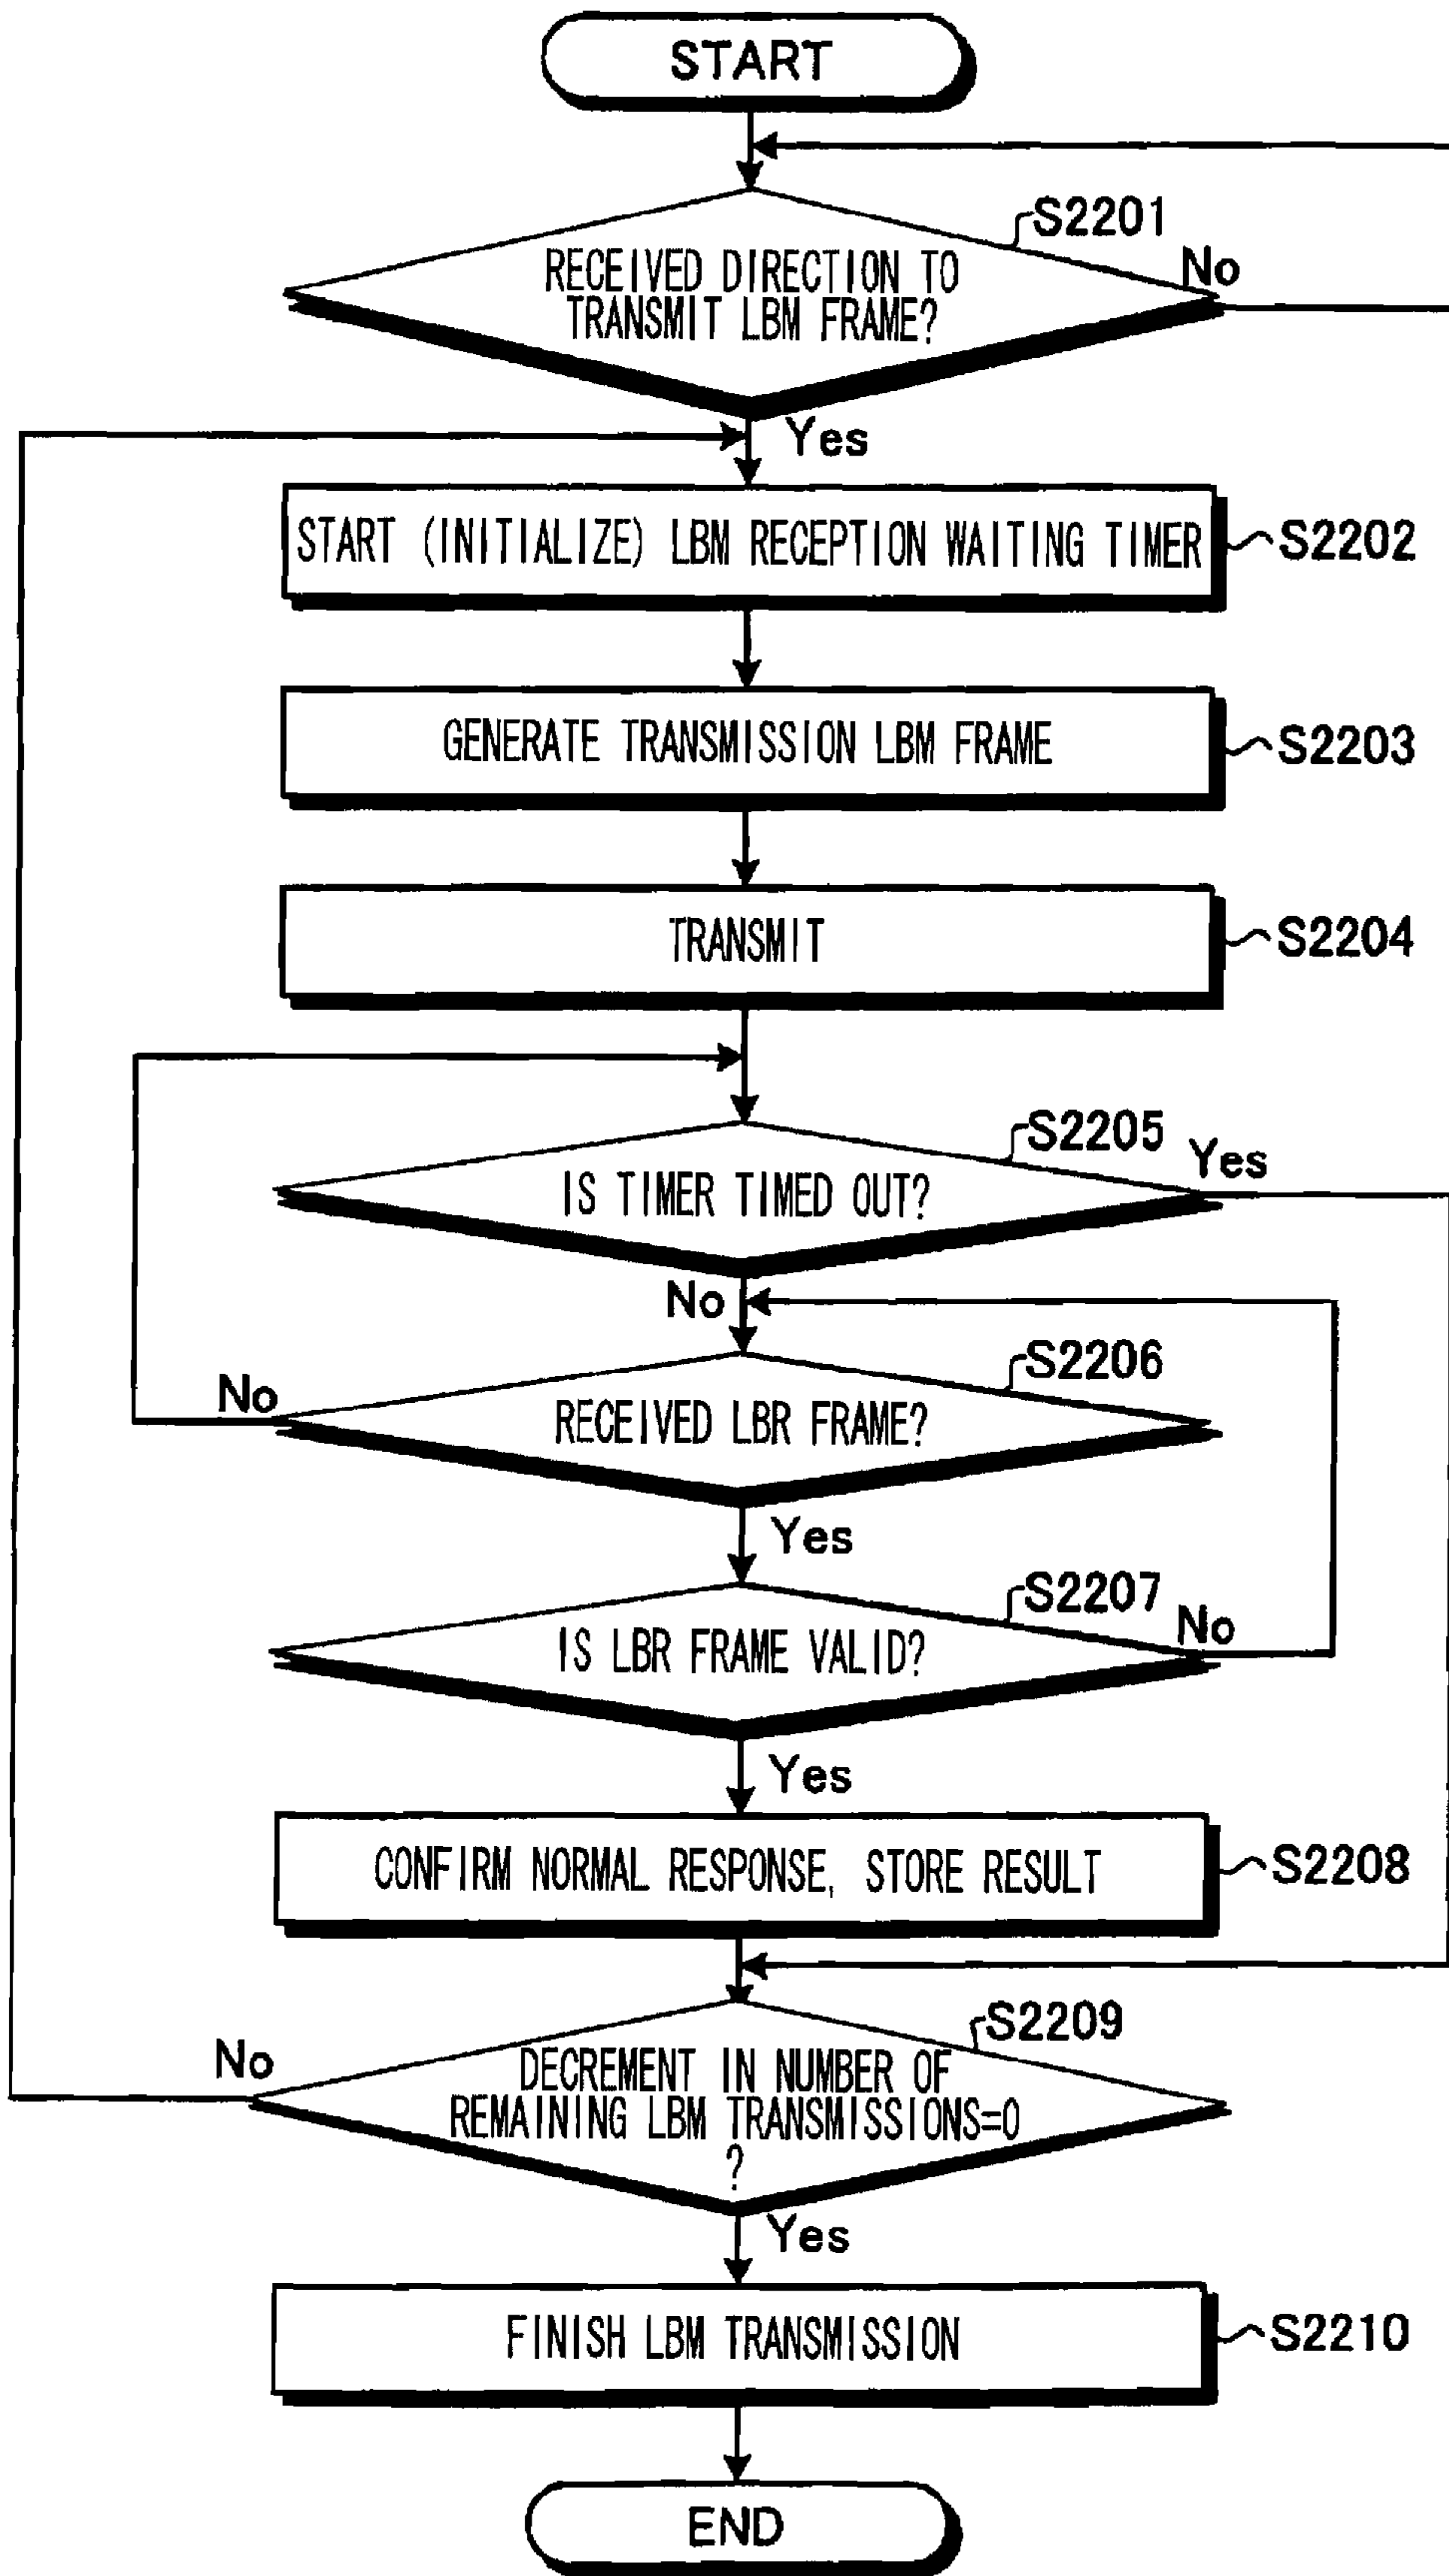 START
S2201
RECEIVED DIRECTION TO
TRANSMIT LBM FRAME?
No
Yes
START (INITIALIZE) LBM RECEPTION WAITING TIMER
S2202
GENERATE TRANSMISSION LBM FRAME
S2203
TRANSMIT
S2204
S2205
IS TIMER TIMED OUT?
Yes
No
S2206
No
RECEIVED LBR FRAME?
Yes
S2207
IS LBR FRAME VALID?
No
Yes
CONFIRM NORMAL RESPONSE, STORE RESULT
S2208
S2209
No
DECREMENT IN NUMBER OF
REMAINING LBM TRANSMISSIONS=0
?
Yes
FINISH LBM TRANSMISSION
S2210
END